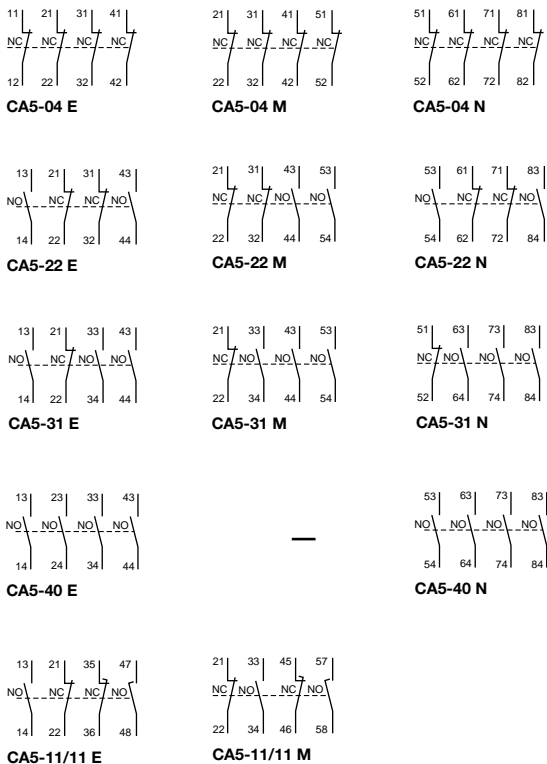 11 21 31 41
NC NC NC NC
12 22 32 42
CA5-04 E
21 31 41 51
NC NC NC NC
22 32 42 52
CA5-04 M
51 61 71 81
NC NC NC NC
52 62 72 82
CA5-04 N
13 21 31 43
NO NC NC NO
14 22 32 44
CA5-22 E
21 31 43 53
NC NC NO NO
22 32 44 54
CA5-22 M
53 61 71 83
NO NC NC NO
54 62 72 84
CA5-22 N
13 21 33 43
NO NC NO NO
14 22 34 44
CA5-31 E
21 33 43 53
NC NO NO NO
22 34 44 54
CA5-31 M
51 63 73 83
NC NO NO NO
52 64 74 84
CA5-31 N
13 23 33 43
NO NO NO NO
14 24 34 44
CA5-40 E
—
53 63 73 83
NO NO NO NO
54 64 74 84
CA5-40 N
13 21 35 47
NO NC NC NO
14 22 36 48
CA5-11/11 E
21 33 45 57
NC NO NC NO
22 34 46 58
CA5-11/11 M